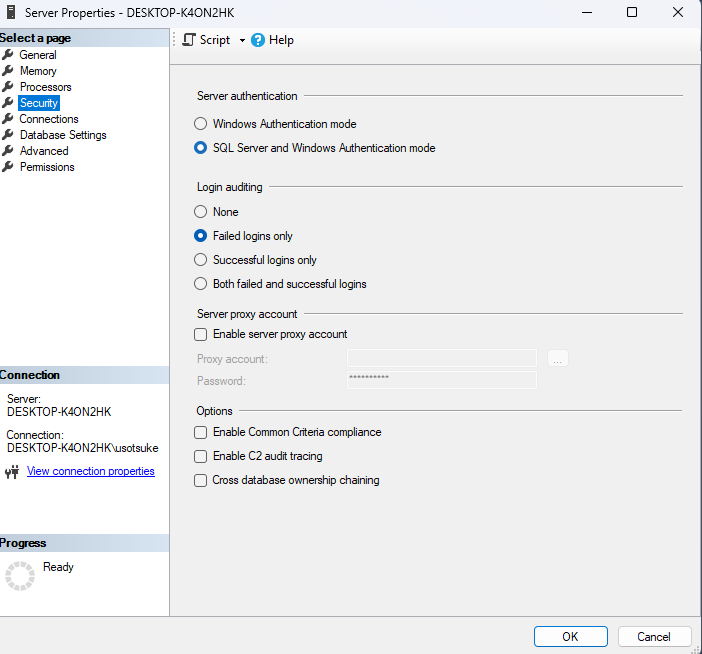 Server Properties - DESKTOP-K4ON2HK
Select a page
General
Memory
Processors
Security
Connections
Database Settings
Advanced
Permissions
Script
Help
Server authentication
Windows Authentication mode
SQL Server and Windows Authentication mode
Login auditing
None
Failed logins only
Successful logins only
Both failed and successful logins
Server proxy account
Enable server proxy account
Proxy account:
...
Password:
**********
Options
Enable Common Criteria compliance
Enable C2 audit tracing
Cross database ownership chaining
Connection
Server:
DESKTOP-K4ON2HK
Connection:
DESKTOP-K4ON2HK\usotsuke
View connection properties
Progress
Ready
OK
Cancel